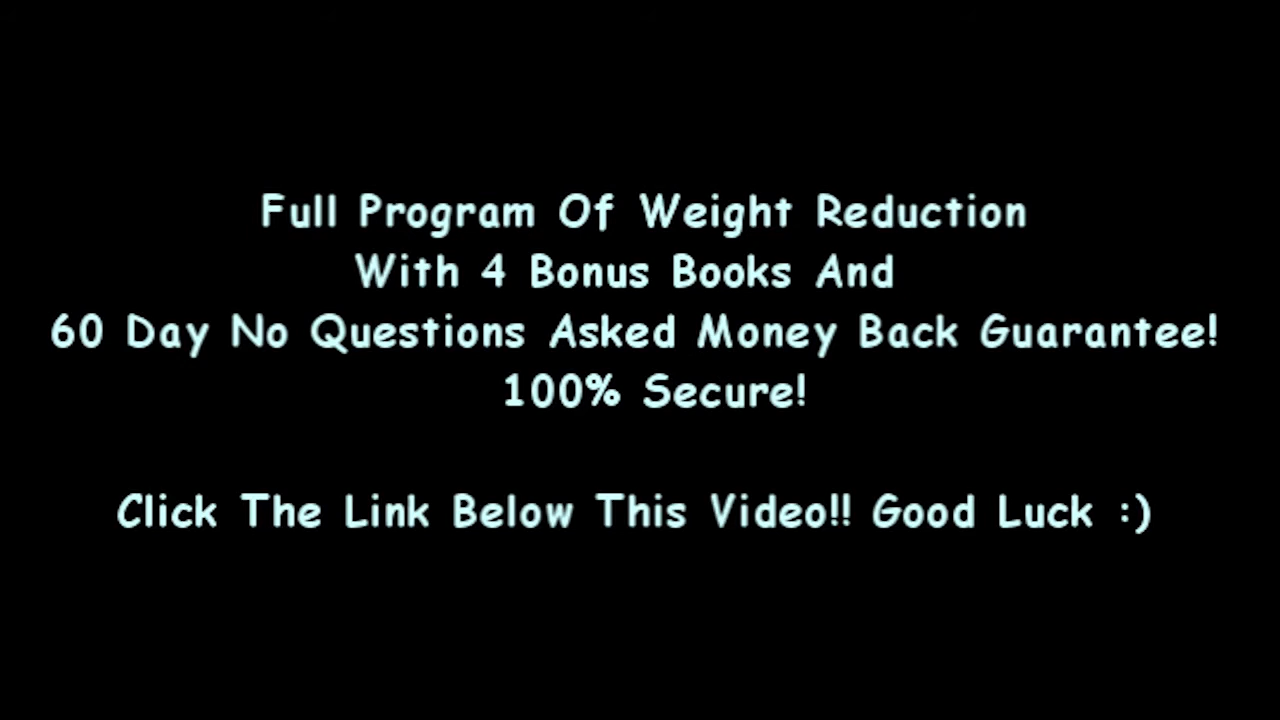 Full Program Of Weight Reduction
With 4 Bonus Books And
60 Day No Questions Asked Money Back Guarantee!
100% Secure!
Click The Link Below This Video!! Good Luck :)